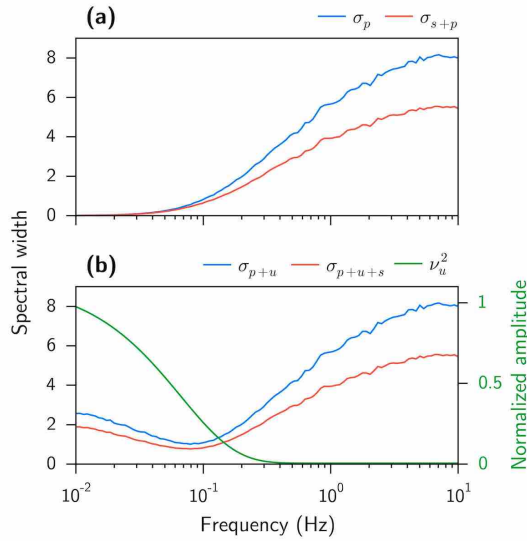 (a)
σ_p σ_{s+p}
8
6
4
2
0
Spectral width
(b)
σ_{p+u} σ_{p+u+s} ν_u^2
8
6
4
2
0
1
0.5
0
Normalized amplitude
10^{-2} 10^{-1} 10^0 10^1
Frequency (Hz)